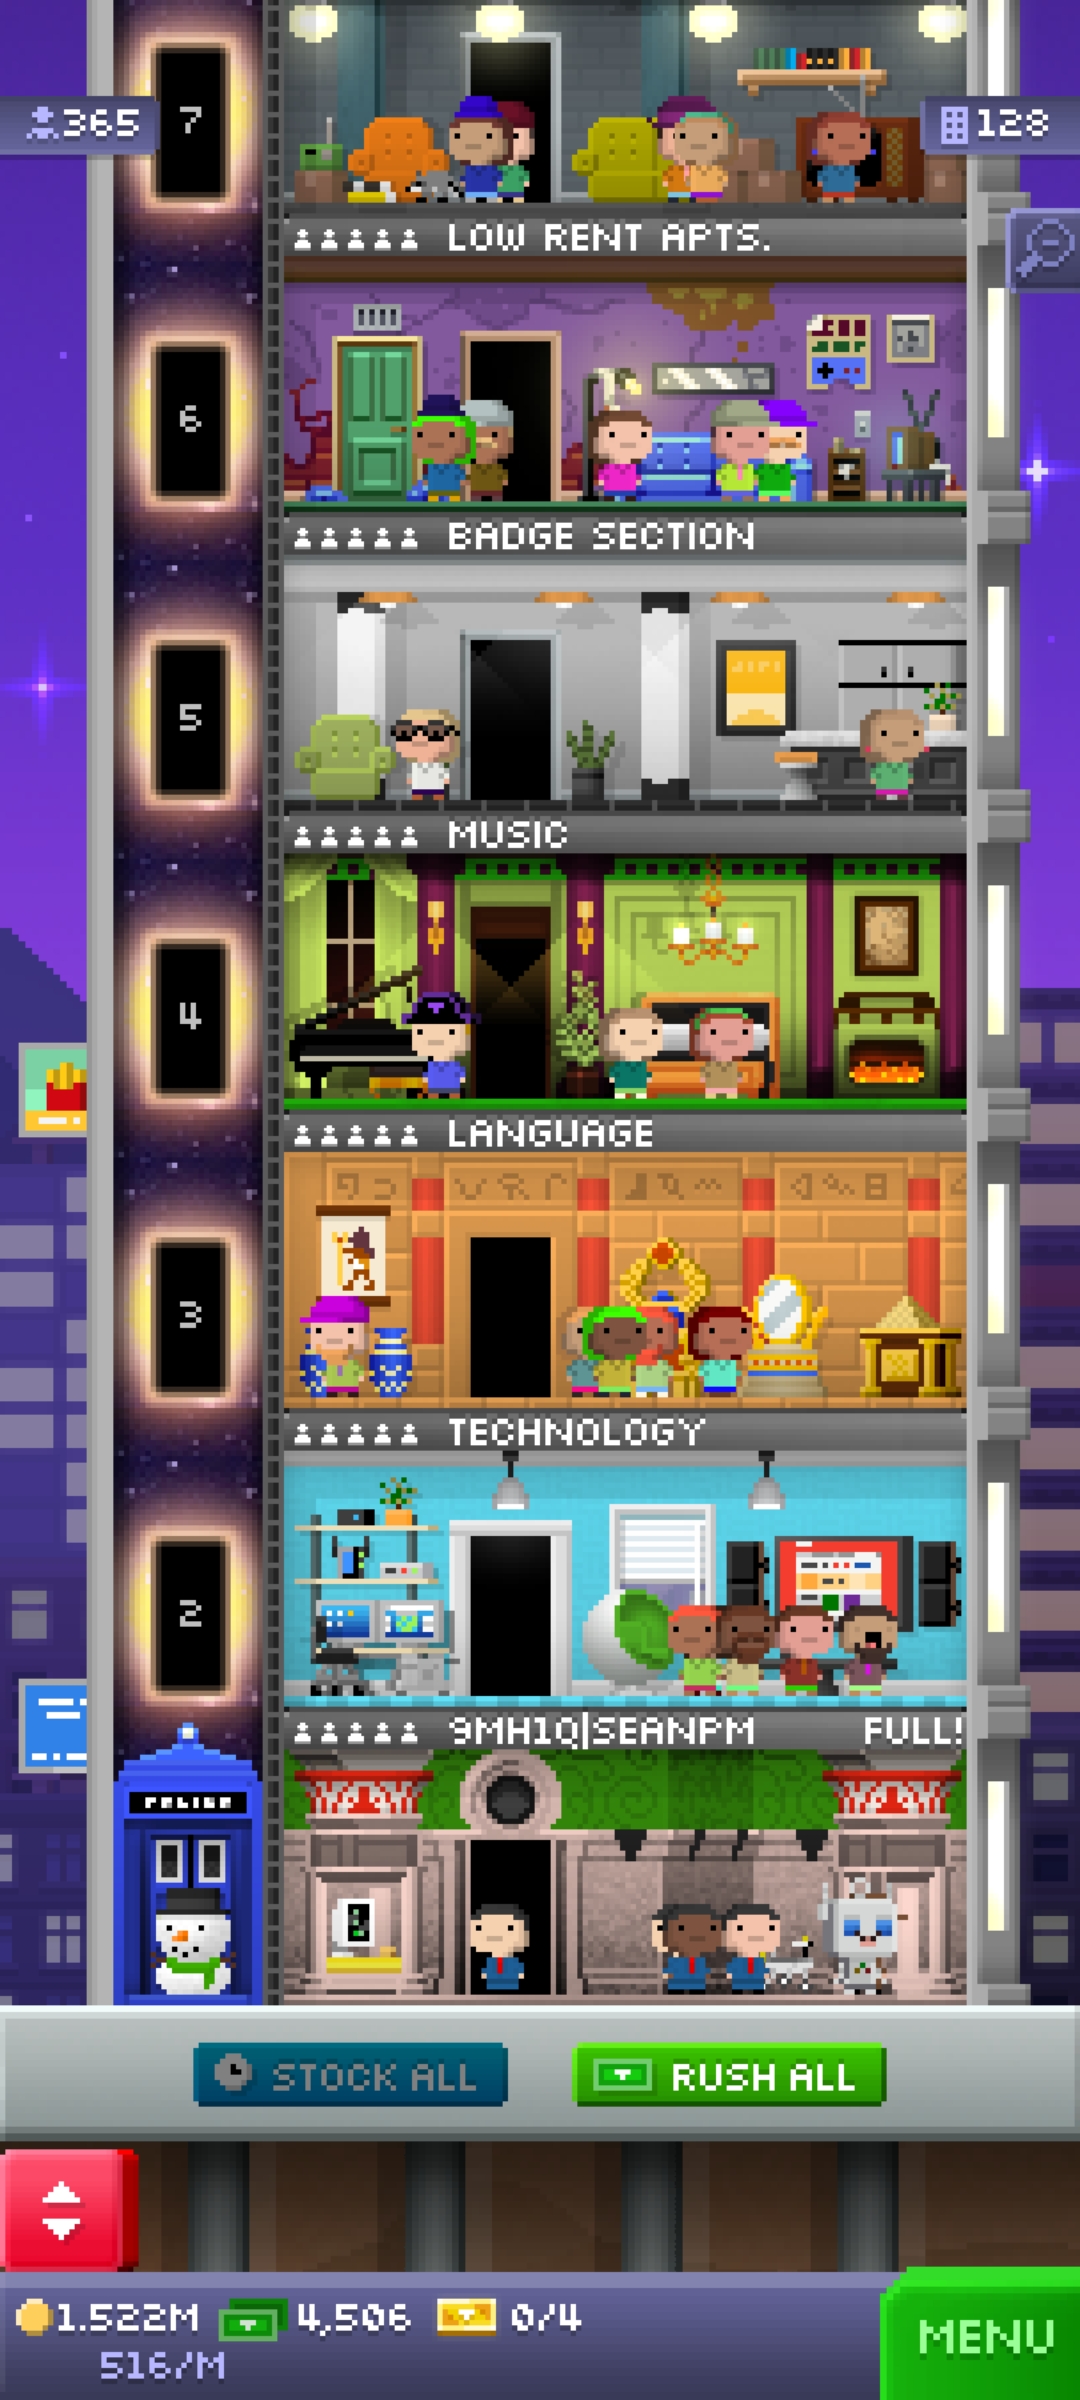 7
365
128
LOW RENT APTS.
6
BADGE SECTION
5
MUSIC
4
LANGUAGE
3
TECHNOLOGY
2
9MH1Q|SEANPM FULL!
POLICE
STOCK ALL
RUSH ALL
1.522M 4,506 0/4
516/M
MENU